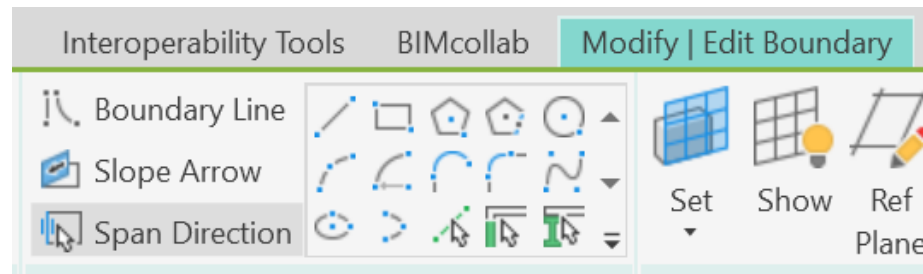 Interoperability Tools BIMcollab Modify | Edit Boundary
Boundary Line
Slope Arrow
Span Direction
Set Show Ref
Plane